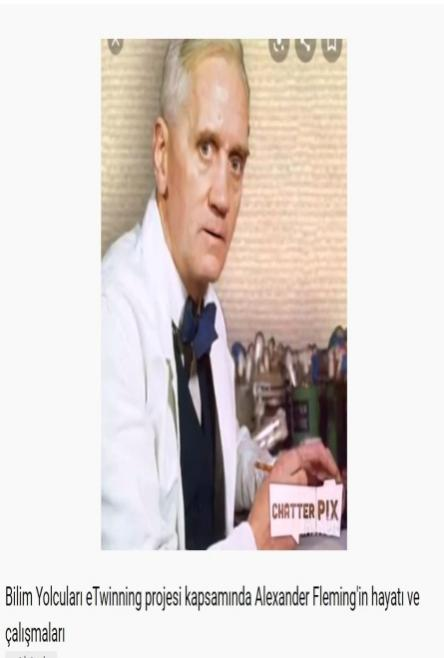 CHATTER PIX
Bilim Yolcuları eTwinning projesi kapsamında Alexander Fleming'in hayatı ve
çalışmaları